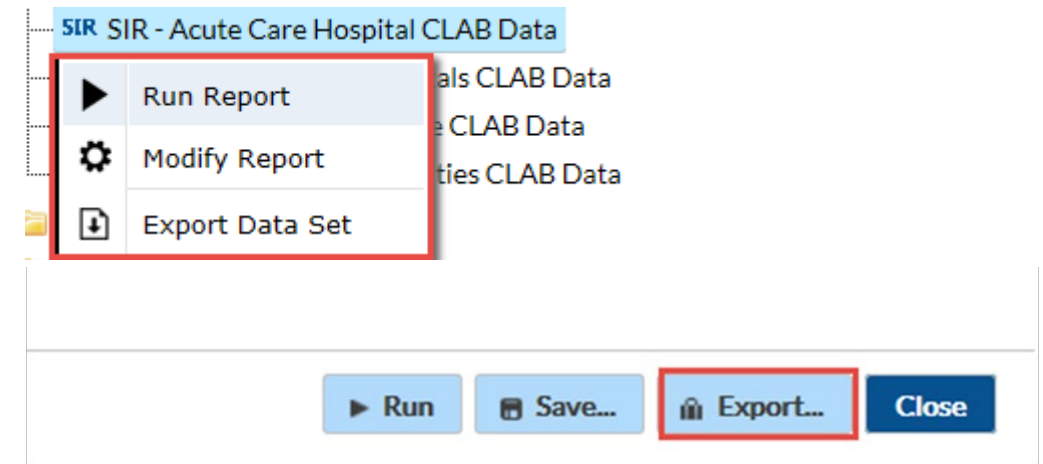 SIR SIR - Acute Care Hospital CLAB Data
Run Report
als CLAB Data
e CLAB Data
Modify Report
ties CLAB Data
Export Data Set
Run Save... Export... Close